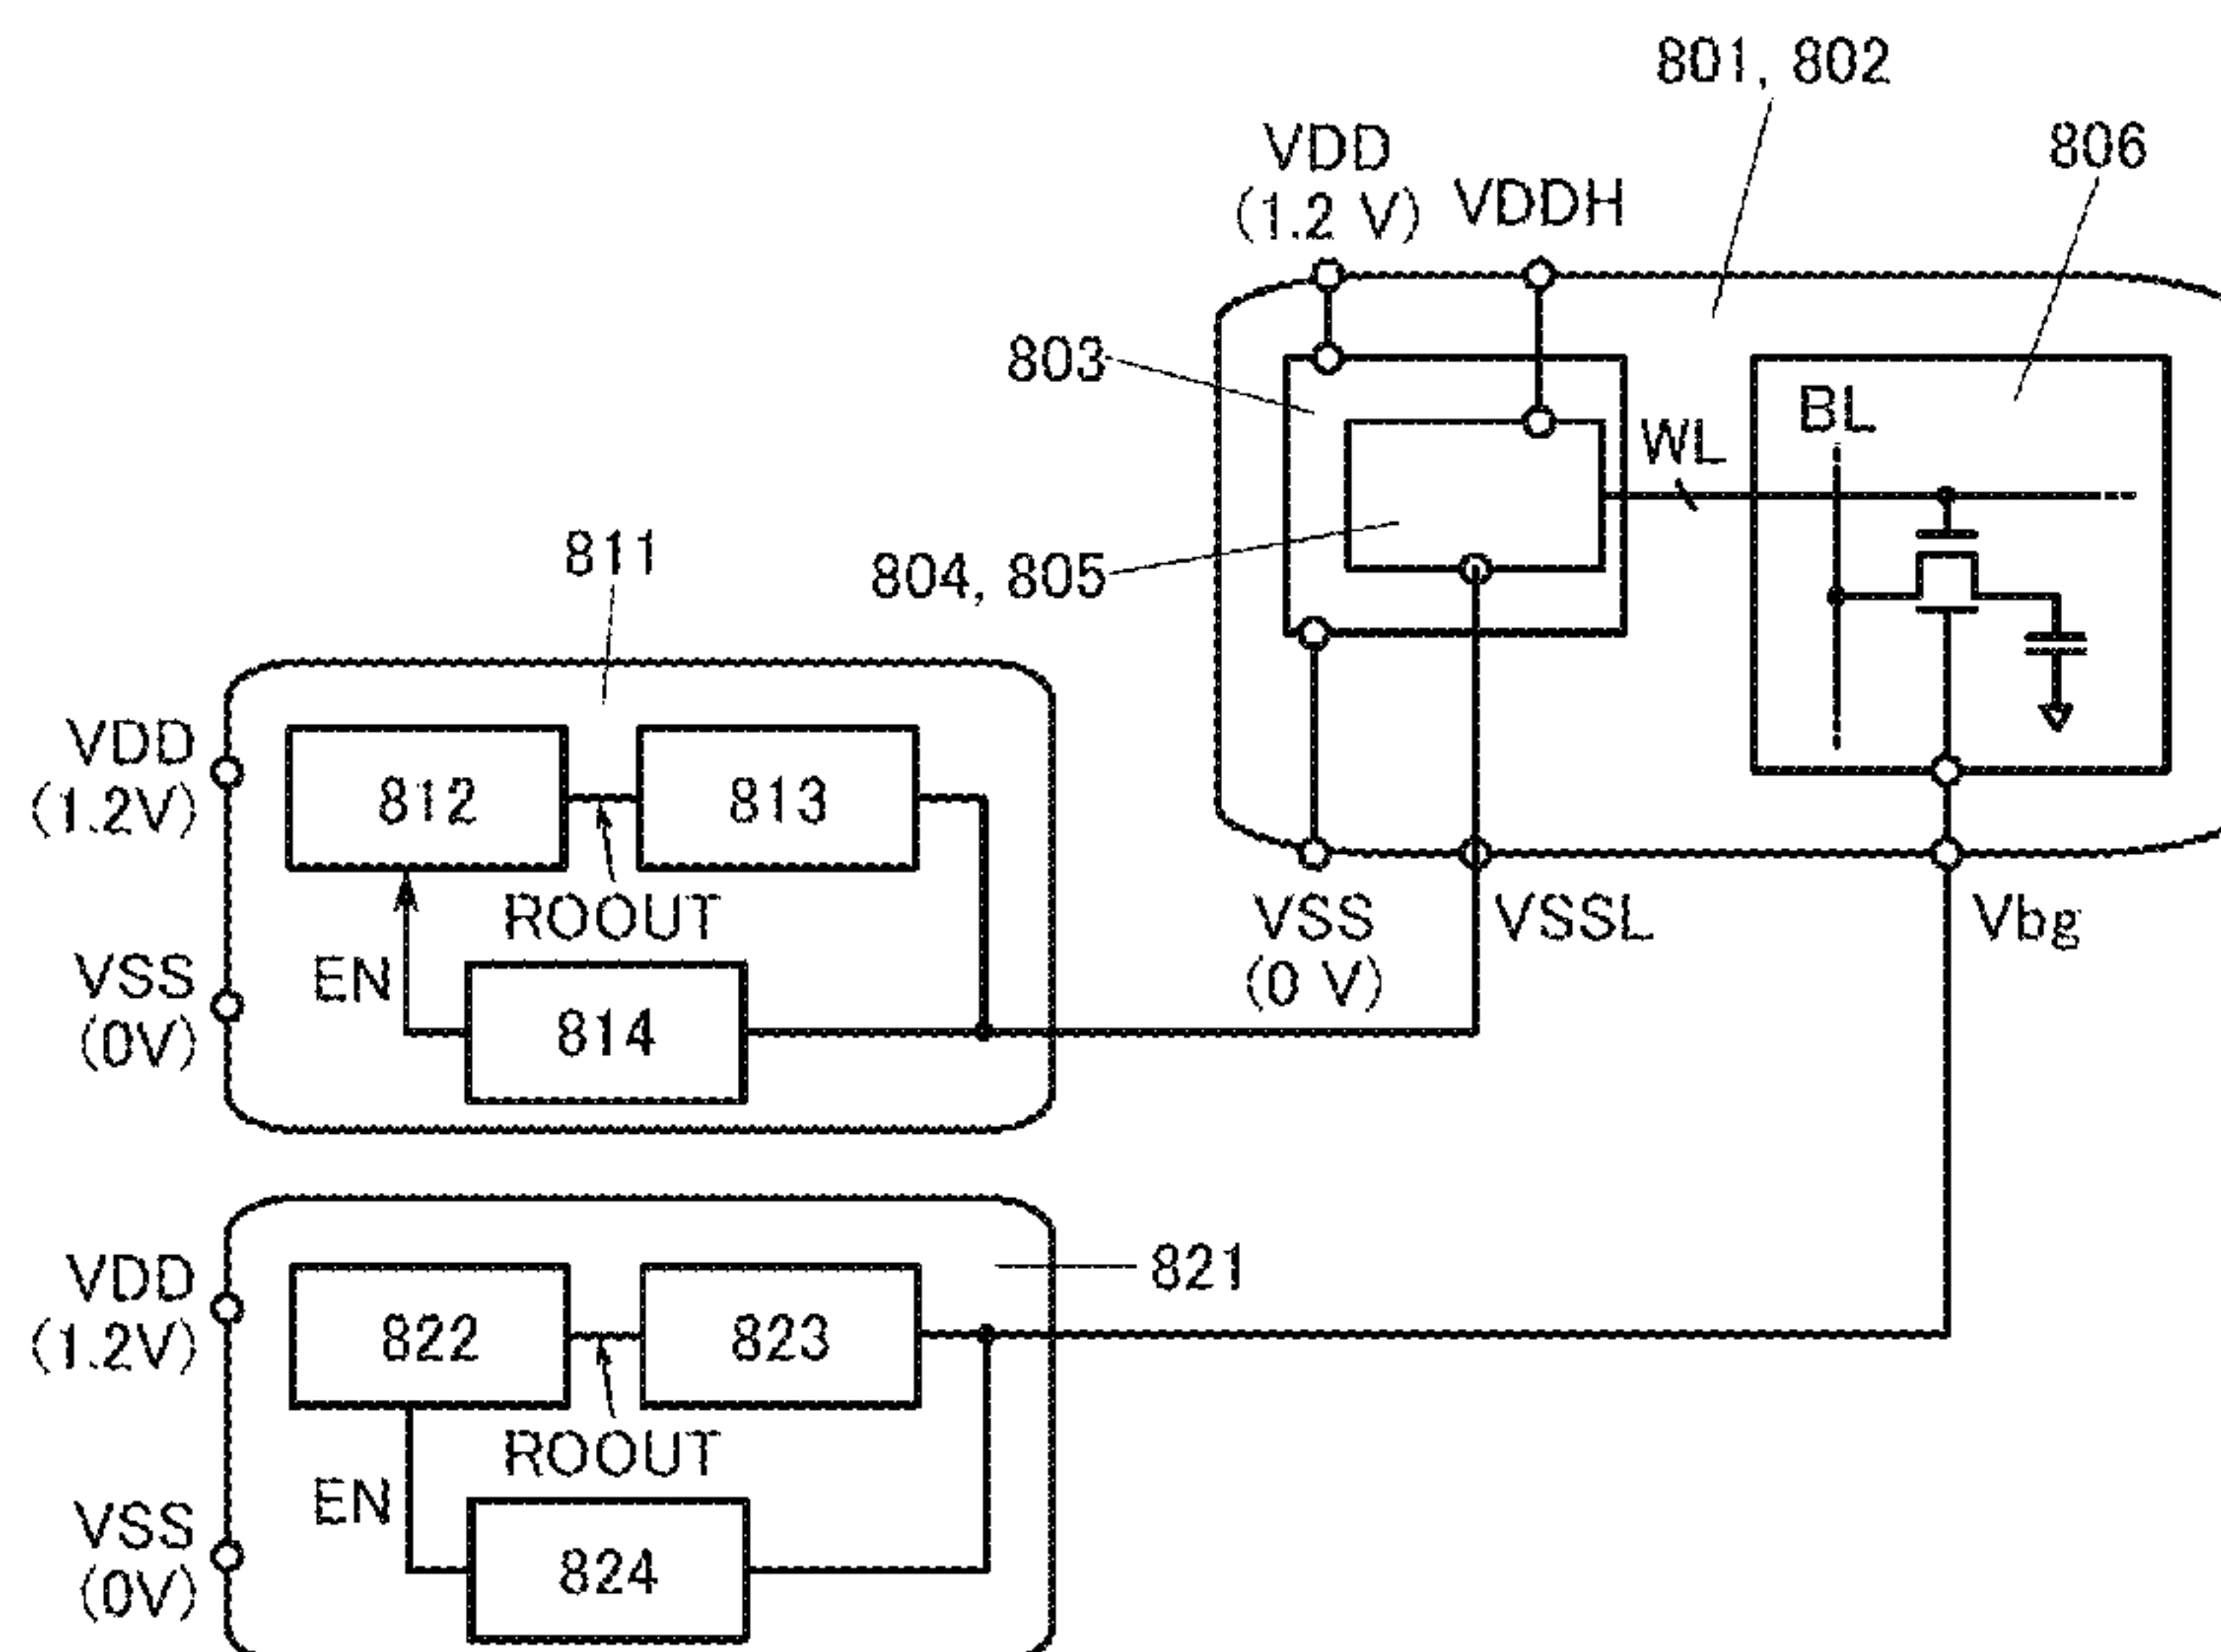 801, 802
VDD
(1.2 V)
VDDH
806
803
BL
WL
804, 805
811
VDD
(1.2V)
812
813
ROOUT
VSS
(0V)
EN
814
VSS
(0 V)
VSSL
Vbg
821
VDD
(1.2V)
822
823
ROOUT
VSS
(0V)
EN
824